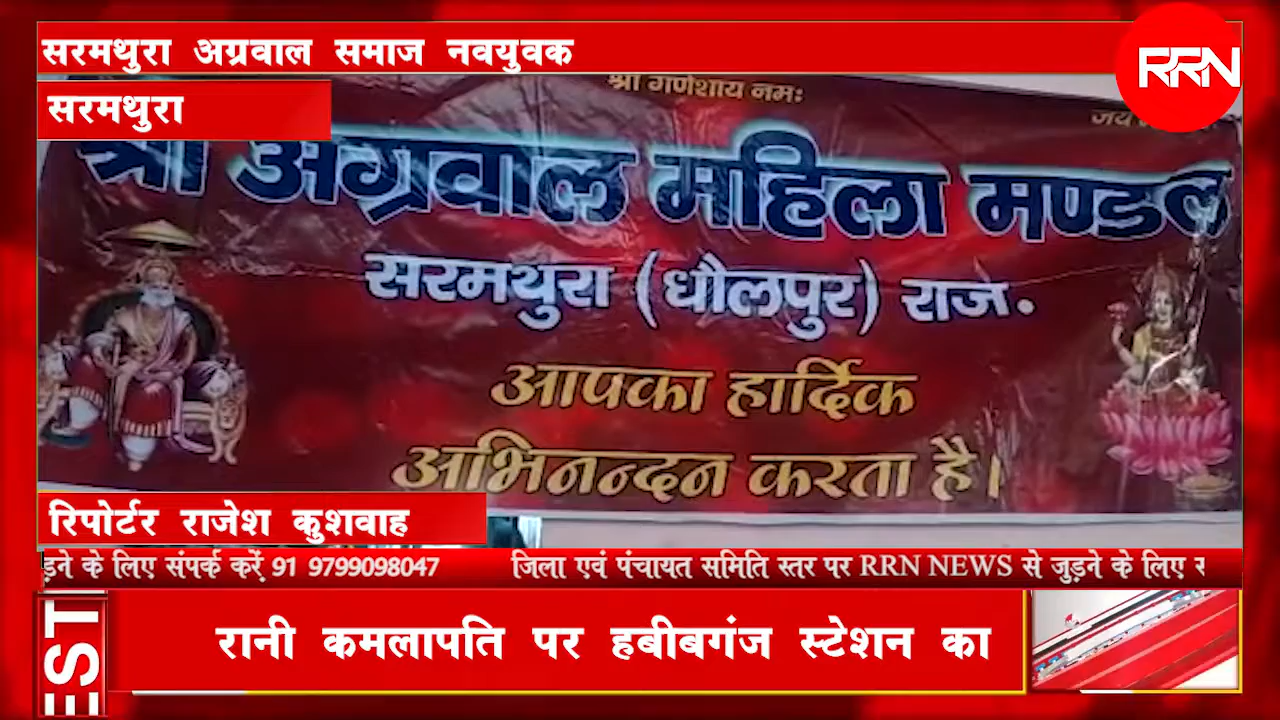 सरमथुरा अग्रवाल समाज नवयुवक
RRN
सरमथुरा
श्री गणेशाय नमः
श्री अग्रवाल महिला मण्डल
सरमथुरा (धौलपुर) राज.
आपका हार्दिक
अभिनन्दन करता है।
रिपोर्टर राजेश कुशवाह
के लिए संपर्क करें 91 9799098047 जिला एवं पंचायत समिति स्तर पर RRN NEWS से जुड़ने के लिए
रानी कमलापति पर हबीबगंज स्टेशन का
EST